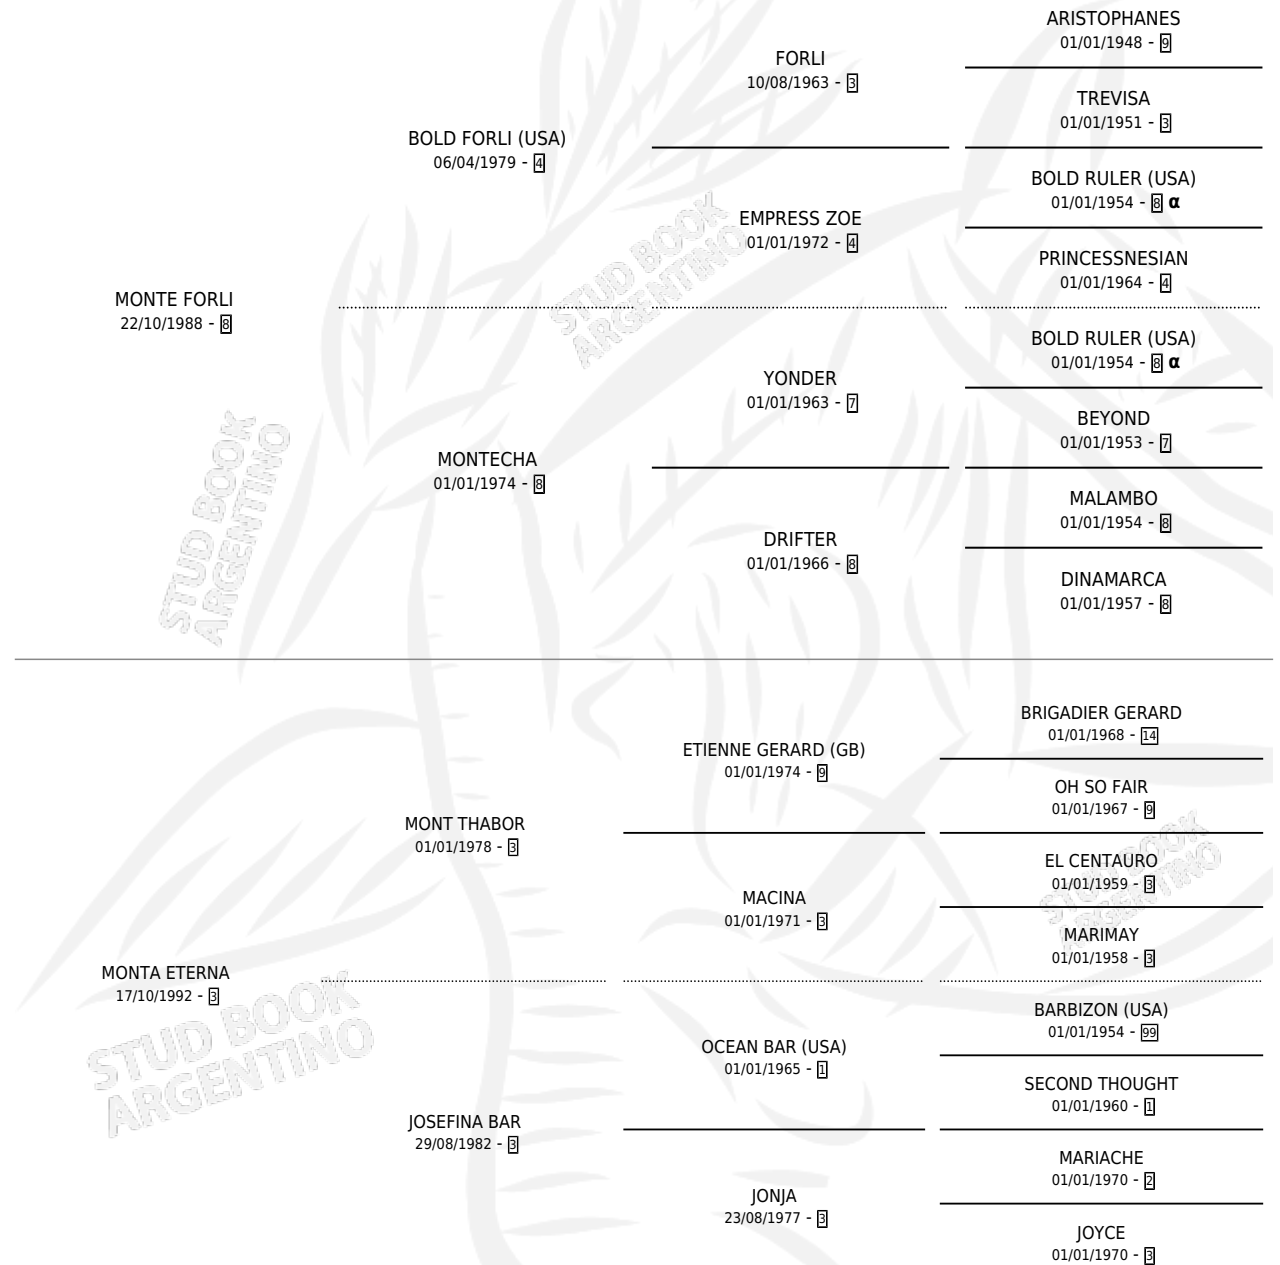 ARISTOPHANES
01/01/1948 - 9
FORLI
10/08/1963 - 3
TREVISA
01/01/1951 - 3
BOLD FORLI (USA)
06/04/1979 - 4
BOLD RULER (USA)
01/01/1954 - 8 α
EMPRESS ZOE
01/01/1972 - 4
PRINCESSNESIAN
01/01/1964 - 4
MONTE FORLI
22/10/1988 - 8
BOLD RULER (USA)
01/01/1954 - 8 α
YONDER
01/01/1963 - 7
BEYOND
01/01/1953 - 7
MONTECHA
01/01/1974 - 8
MALAMBO
01/01/1954 - 8
DRIFTER
01/01/1966 - 8
DINAMARCA
01/01/1957 - 8
BRIGADIER GERARD
01/01/1968 - 14
ETIENNE GERARD (GB)
01/01/1974 - 9
OH SO FAIR
01/01/1967 - 9
MONT THABOR
01/01/1978 - 3
EL CENTAURO
01/01/1959 - 3
MACINA
01/01/1971 - 3
MARIMAY
01/01/1958 - 3
MONTA ETERNA
17/10/1992 - 3
BARBIZON (USA)
01/01/1954 - 99
OCEAN BAR (USA)
01/01/1965 - 1
SECOND THOUGHT
01/01/1960 - 1
JOSEFINA BAR
29/08/1982 - 3
MARIACHE
01/01/1970 - 2
JONJA
23/08/1977 - 3
JOYCE
01/01/1970 - 3
STUD BOOK
ARGENTINO
STUD BOOK
ARGENTINO
STUD BOOK
ARGENTINO
STUD BOOK
ARGENTINO